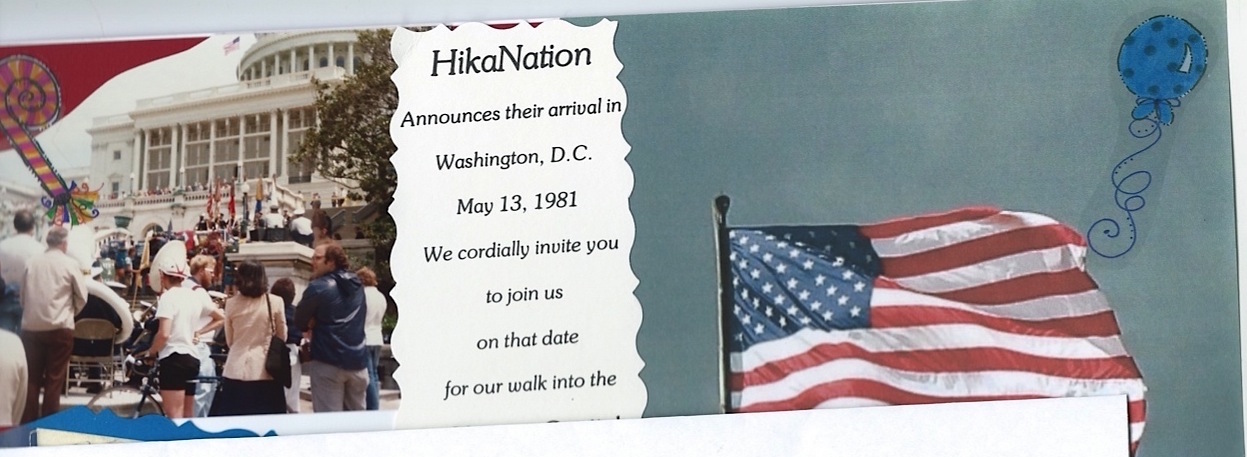 HikaNation
Announces their arrival in
Washington, D.C.
May 13, 1981
We cordially invite you
to join us
on that date
for our walk into the